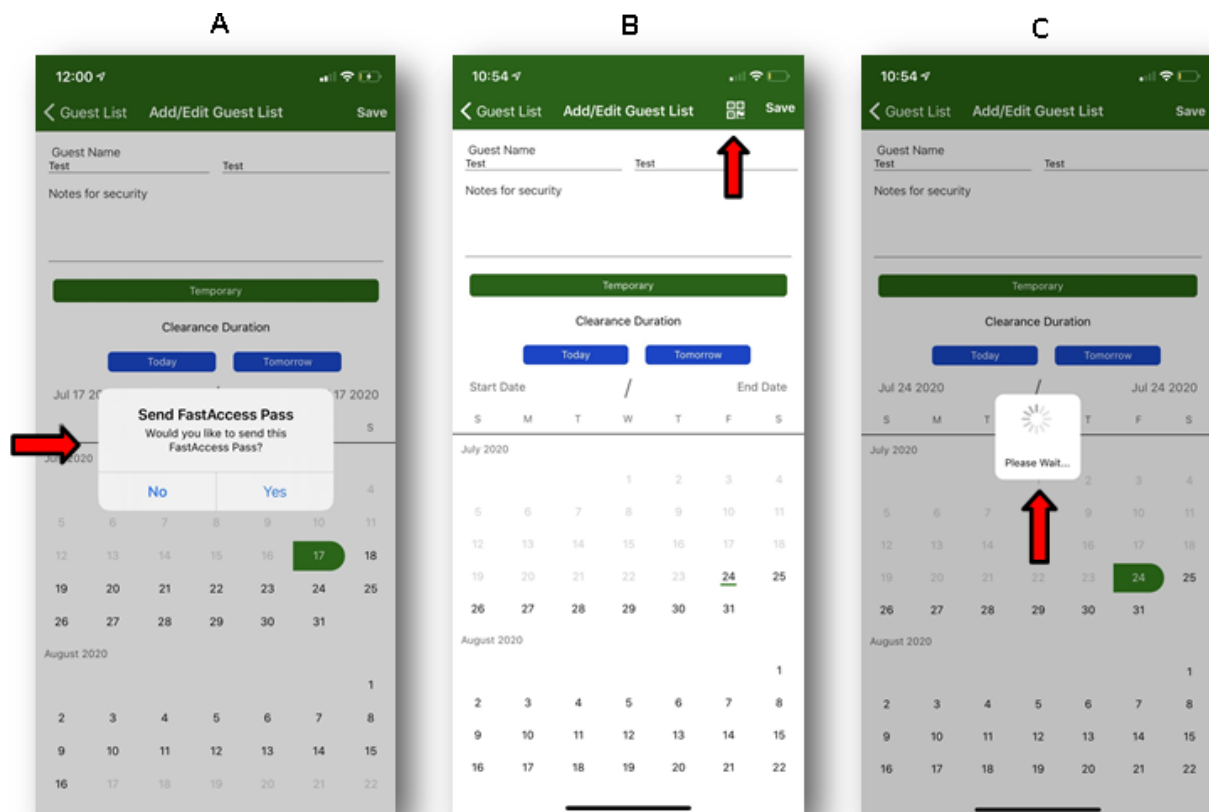 A
12:00
Guest List Add/Edit Guest List Save
Guest Name
Test Test
Notes for security
Temporary
Clearance Duration
Today Tomorrow
Jul 17 20 / 17 2020
Send FastAccess Pass
Would you like to send this
FastAccess Pass?
No Yes
S
July 2020
4
5 6 7 8 9 10 11
12 13 14 15 16 17 18
19 20 21 22 23 24 25
26 27 28 29 30 31
August 2020
1
2 3 4 5 6 7 8
9 10 11 12 13 14 15
16 17 18 19 20 21 22
B
10:54
Guest List Add/Edit Guest List Save
Guest Name
Test Test
Notes for security
Temporary
Clearance Duration
Today Tomorrow
Start Date / End Date
S M T W T F S
July 2020
1 2 3 4
5 6 7 8 9 10 11
12 13 14 15 16 17 18
19 20 21 22 23 24 25
26 27 28 29 30 31
August 2020
1
2 3 4 5 6 7 8
9 10 11 12 13 14 15
16 17 18 19 20 21 22
C
10:54
Guest List Add/Edit Guest List Save
Guest Name
Test Test
Notes for security
Temporary
Clearance Duration
Today Tomorrow
Jul 24 2020 / Jul 24 2020
S M T T F S
Please Wait...
July 2020
2 3 4
5 6 7 9 10 11
12 13 14 16 17 18
19 20 21 22 23 24 25
26 27 28 29 30 31
August 2020
1
2 3 4 5 6 7 8
9 10 11 12 13 14 15
16 17 18 19 20 21 22